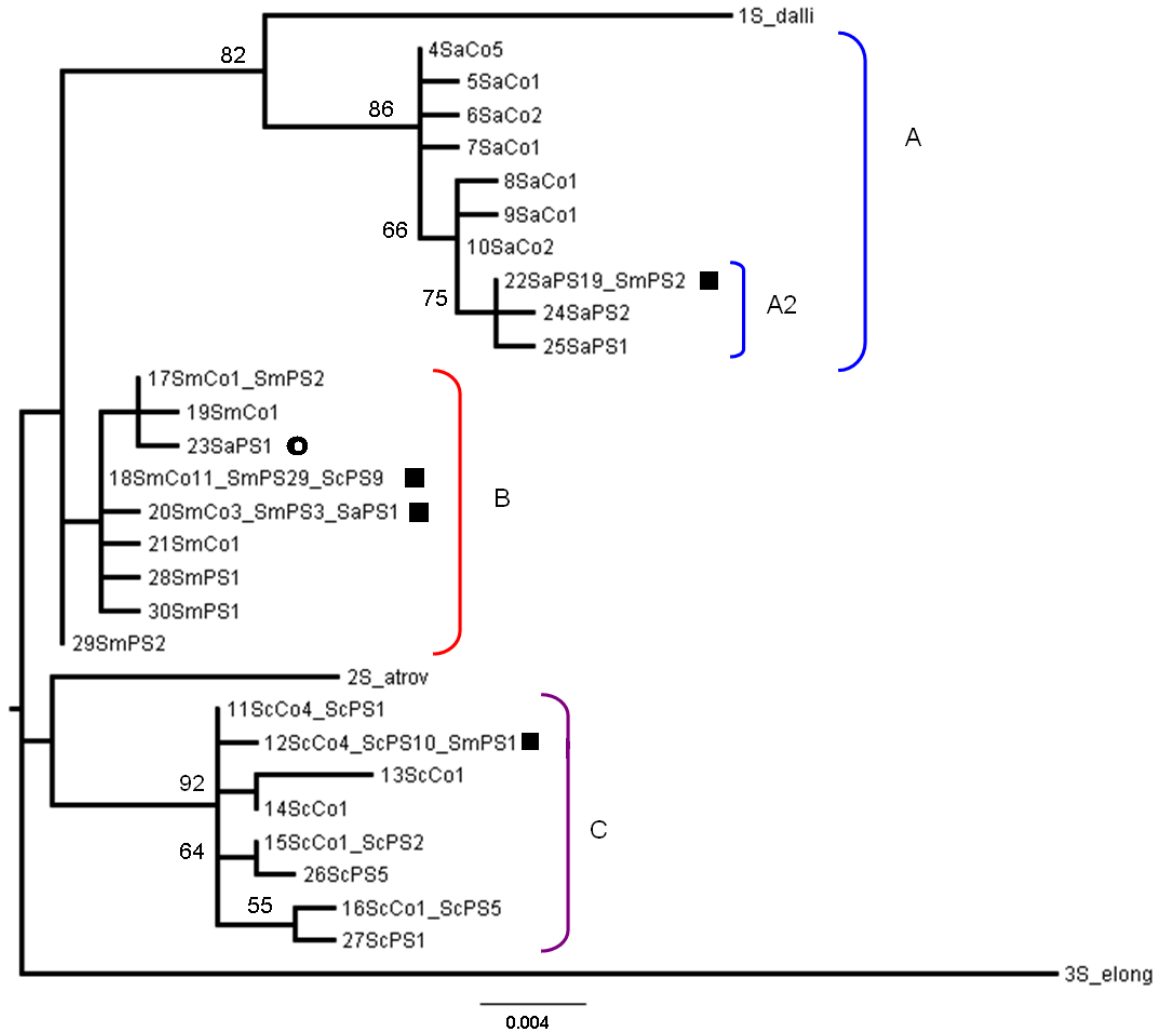 1S_dalli
82
4SaCo5
5SaCo1
86
6SaCo2
A
7SaCo1
8SaCo1
9SaCo1
66
10SaCo2
22SaPS19_SmPS2
75
A2
24SaPS2
25SaPS1
17SmCo1_SmPS2
19SmCo1
23SaPS1
18SmCo11_SmPS29_ScPS9
B
20SmCo3_SmPS3_SaPS1
21SmCo1
28SmPS1
30SmPS1
29SmPS2
2S_atrov
11ScCo4_ScPS1
12ScCo4_ScPS10_SmPS1
13ScCo1
92
14ScCo1
C
15ScCo1_ScPS2
64
26ScPS5
55
16ScCo1_ScPS5
27ScPS1
3S_elong
0.004